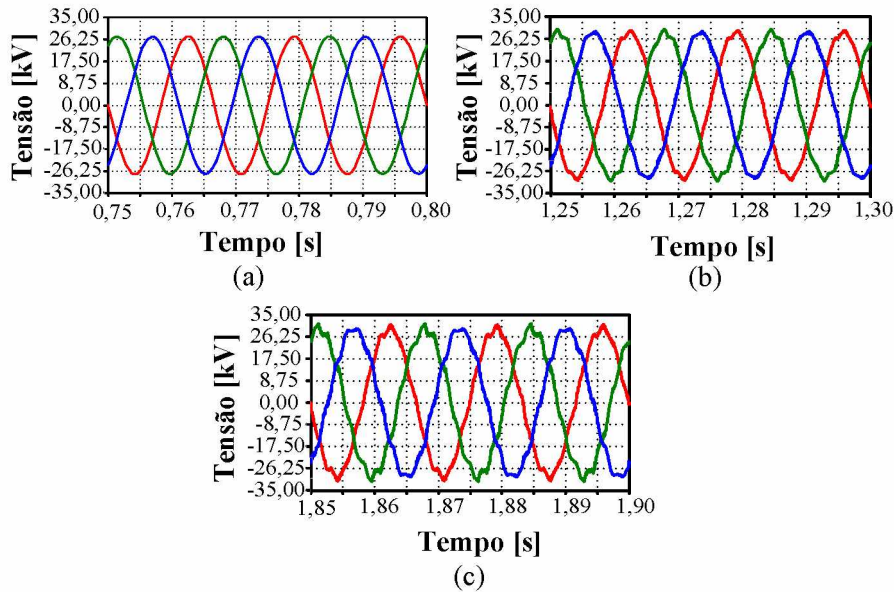 35,00
26,25
17,50
8,75
0,00
-8,75
-17,50
-26,25
-35,00
Tensão [kV]
0,75 0,76 0,77 0,78 0,79 0,80
Tempo [s]
(a)
35,00
26,25
17,50
8,75
0,00
-8,75
-17,50
-26,25
-35,00
Tensão [kV]
1,25 1,26 1,27 1,28 1,29 1,30
Tempo [s]
(b)
35,00
26,25
17,50
8,75
0,00
-8,75
-17,50
-26,25
-35,00
Tensão [kV]
1,85 1,86 1,87 1,88 1,89 1,90
Tempo [s]
(c)